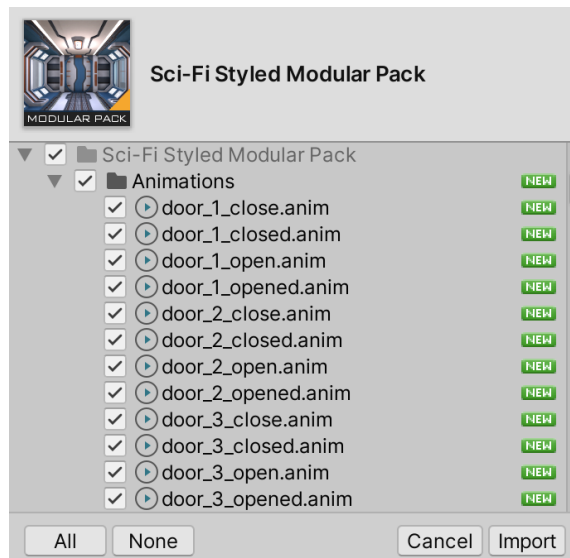 MODULAR PACK
Sci-Fi Styled Modular Pack
Sci-Fi Styled Modular Pack
Animations NEW
door_1_close.anim NEW
door_1_closed.anim NEW
door_1_open.anim NEW
door_1_opened.anim NEW
door_2_close.anim NEW
door_2_closed.anim NEW
door_2_open.anim NEW
door_2_opened.anim NEW
door_3_close.anim NEW
door_3_closed.anim NEW
door_3_open.anim NEW
door_3_opened.anim NEW
All None Cancel Import